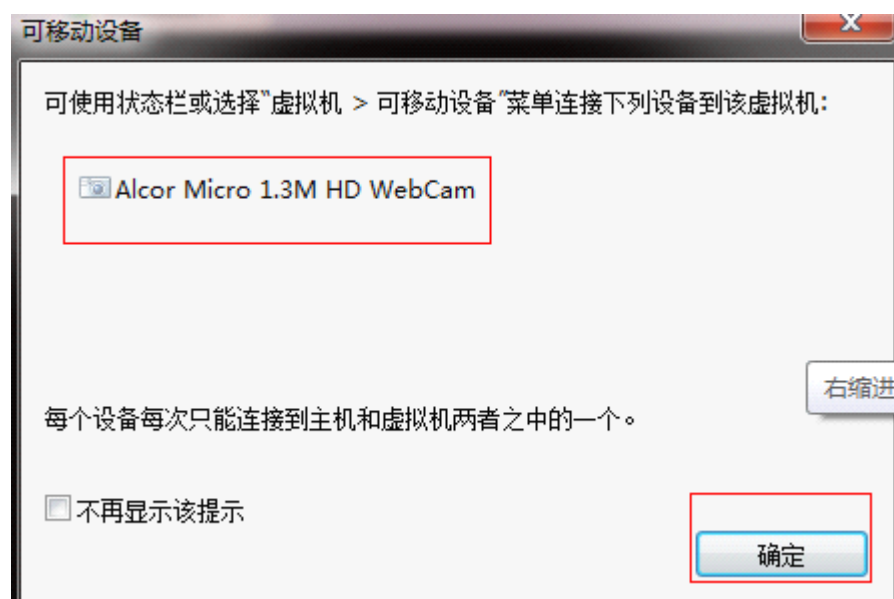 可移动设备
可使用状态栏或选择“虚拟机 > 可移动设备”菜单连接下列设备到该虚拟机:
Alcor Micro 1.3M HD WebCam
右缩进
每个设备每次只能连接到主机和虚拟机两者之中的一个。
不再显示该提示
确定